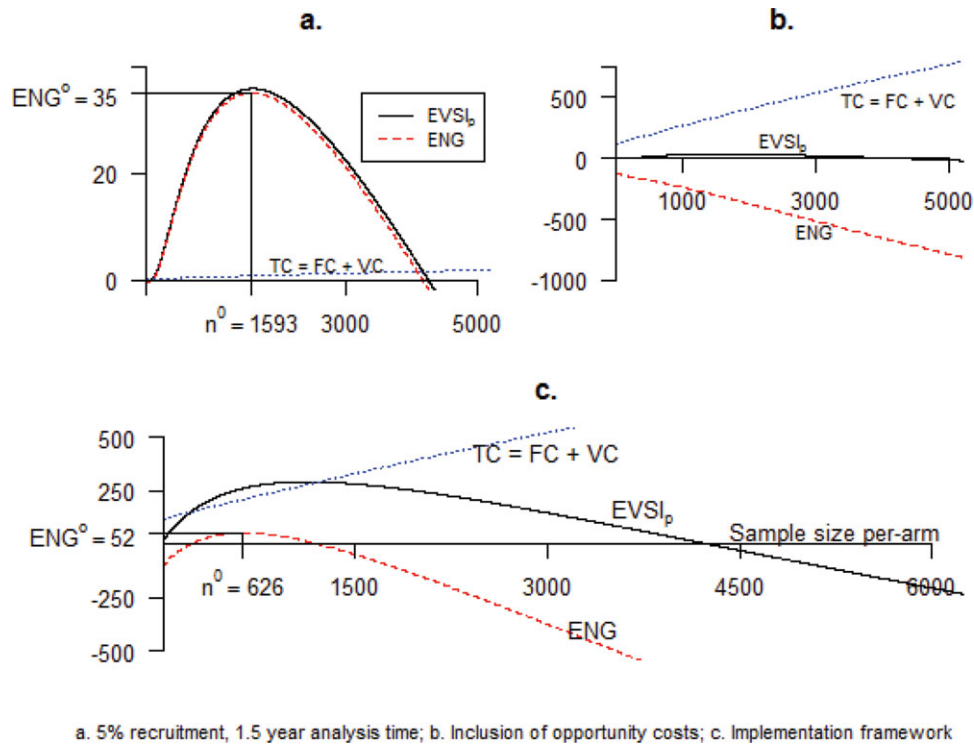 a.
ENG° = 35
20
0
EVSIp
ENG
TC = FC + VC
n⁰ = 1593
3000
5000
b.
500
0
-500
-1000
TC = FC + VC
EVSIp
1000
3000
5000
ENG
c.
500
250
ENG° = 52
-250
-500
TC = FC + VC
EVSIp
Sample size per-arm
n⁰ = 626
1500
3000
4500
6000
ENG
a. 5% recruitment, 1.5 year analysis time; b. Inclusion of opportunity costs; c. Implementation framework